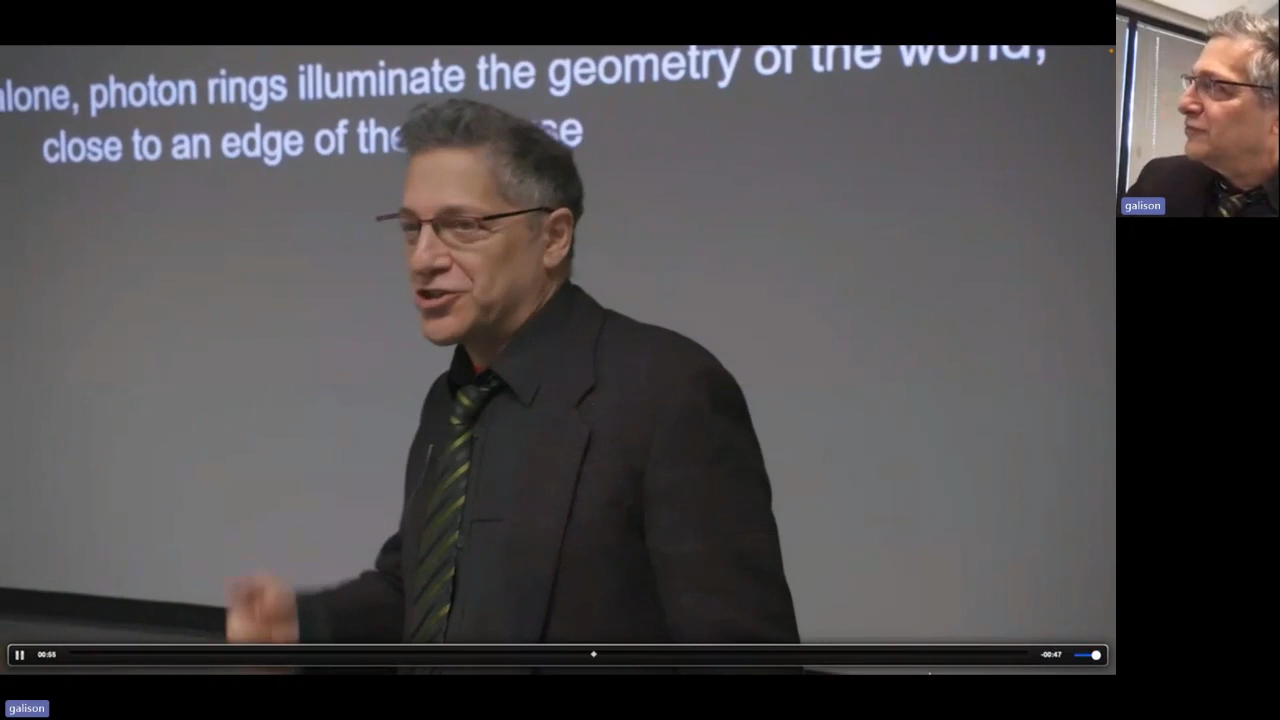 alone, photon rings illuminate the geometry of the world,
close to an edge of the
galison
00:55
-00:47
galison